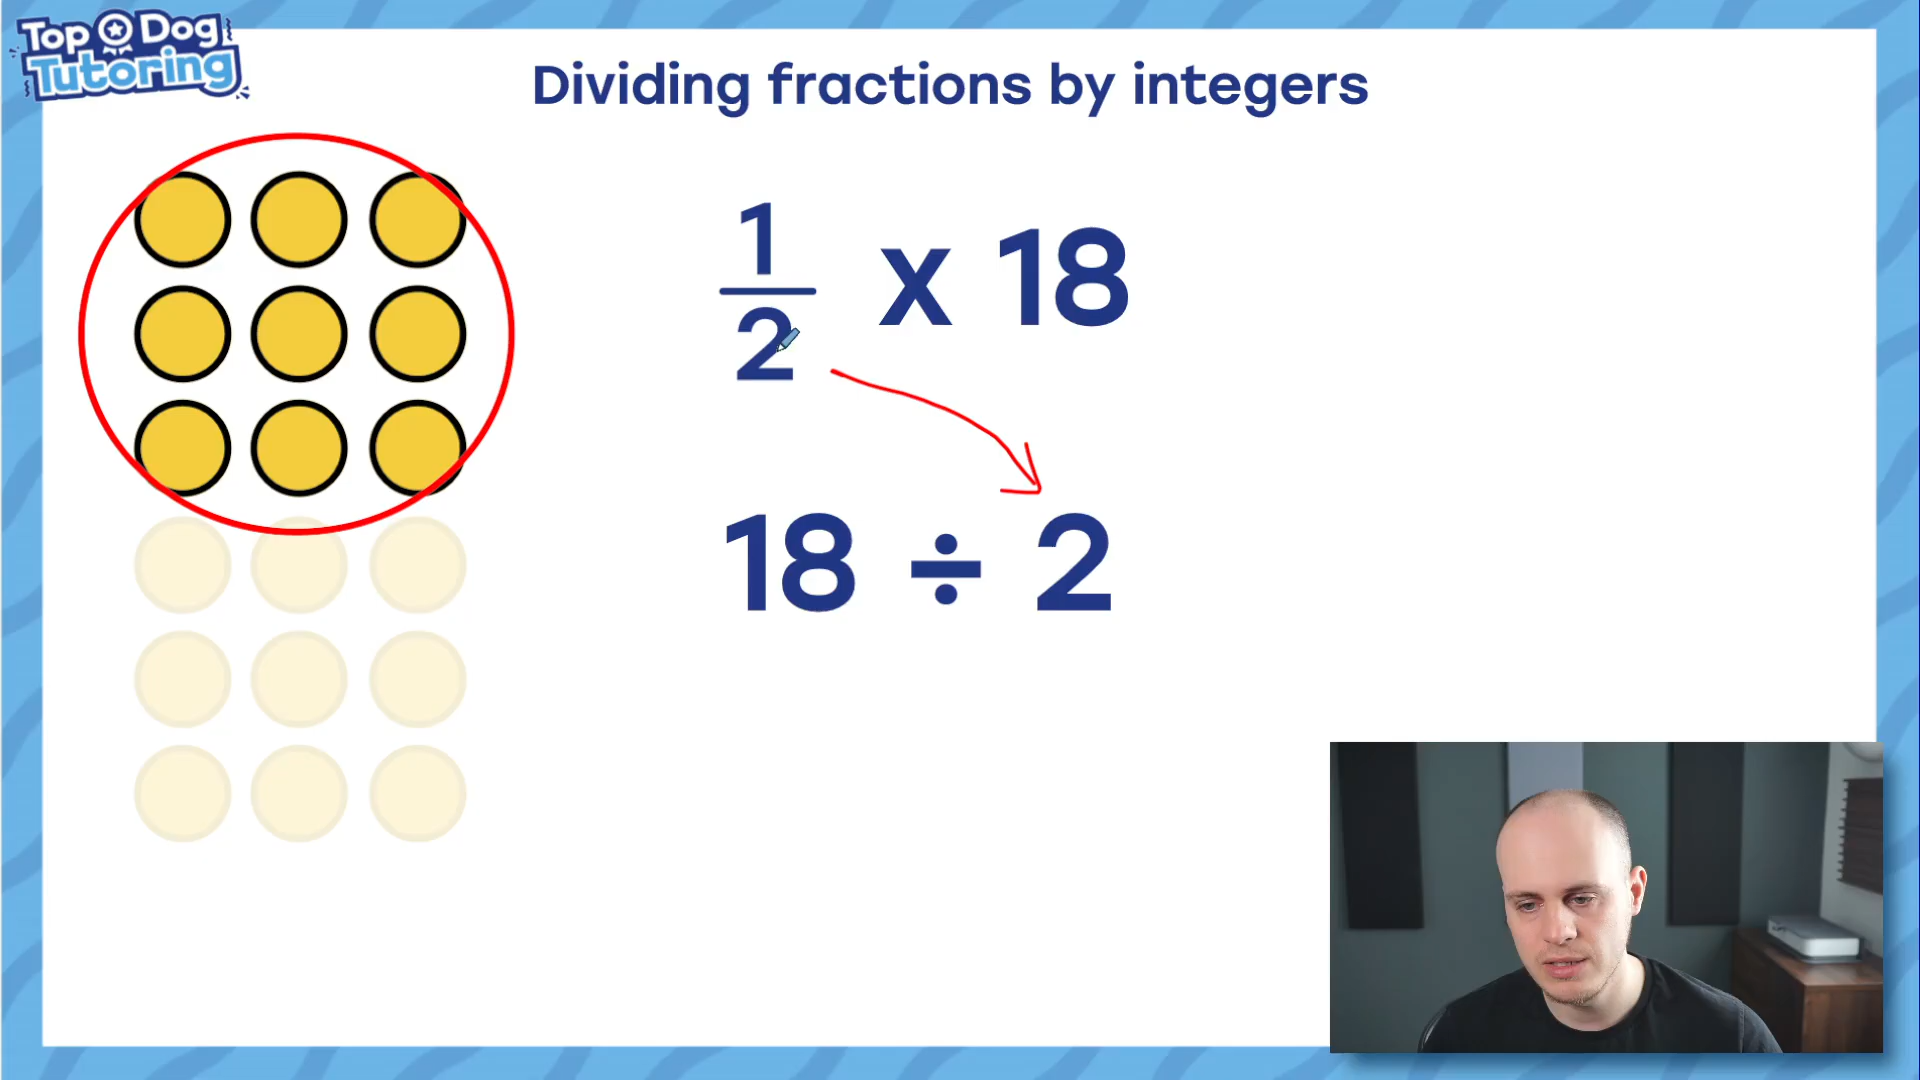 Top Dog
Tutoring
Dividing fractions by integers
1
2
x 18
18 ÷ 2